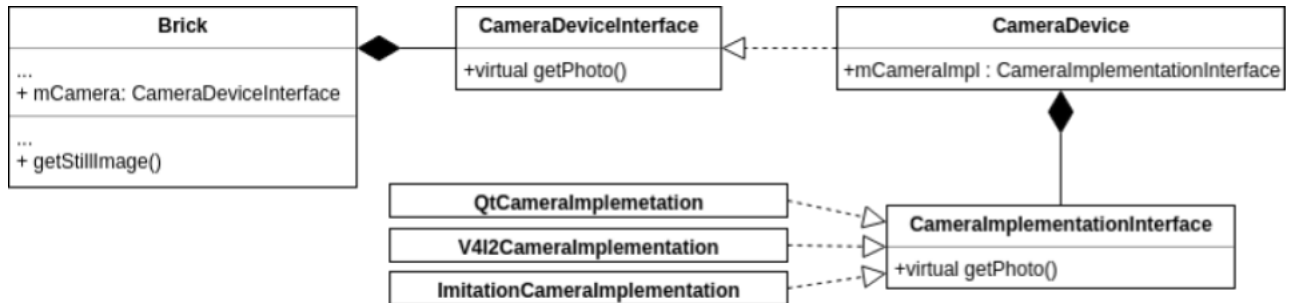 Brick
...
+ mCamera: CameraDeviceInterface
...
+ getStillImage()
CameraDeviceInterface
+virtual getPhoto()
CameraDevice
+mCameraImpl : CameraImplementationInterface
QtCameraImplemetation
V4l2CameraImplementation
ImitationCameraImplementation
CameraImplementationInterface
+virtual getPhoto()